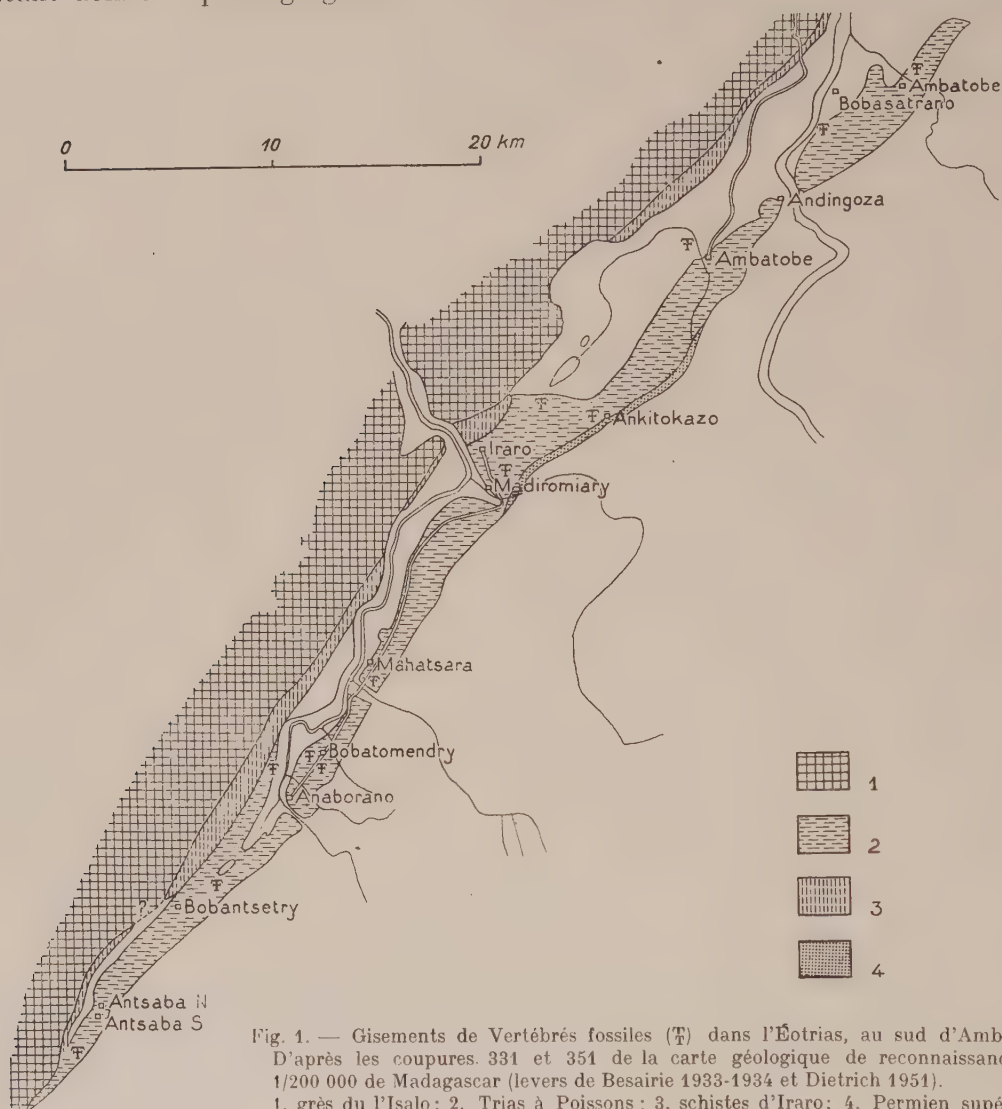 0 10 20 km
Ambatobe
Bobasatrano
Andingoza
Ambatobe
Ankitokazo
Iraro
Madiromiary
Mahatsara
Bobatomendry
Anaborano
?
Bobantsetry
Antsaba N
Antsaba S
1
2
3
4
Fig. 1. — Gisements de Vertébrés fossiles (Ŧ) dans l'Éotrias, au sud d'Amb
D'après les coupures. 331 et 351 de la carte géologique de reconnaissan
1/200 000 de Madagascar (levers de Besairie 1933-1934 et Dietrich 1951).
1. grès du l'Isalo; 2. Trias à Poissons; 3. schistes d'Iraro; 4. Permien supé